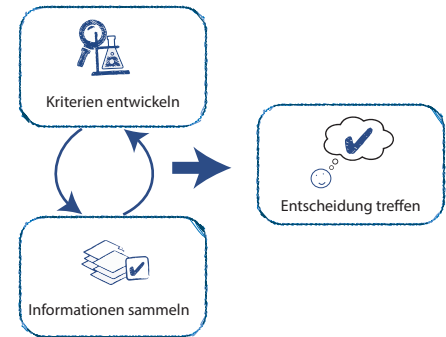 Kriterien entwickeln
Entscheidung treffen
Informationen sammeln